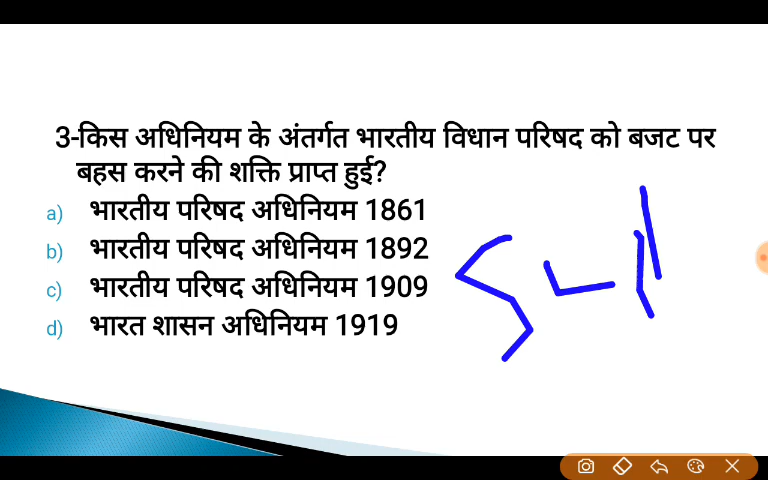 3-किस अधिनियम के अंतर्गत भारतीय विधान परिषद को बजट पर
बहस करने की शक्ति प्राप्त हुई?
a) भारतीय परिषद अधिनियम 1861
b) भारतीय परिषद अधिनियम 1892
c) भारतीय परिषद अधिनियम 1909
d) भारत शासन अधिनियम 1919